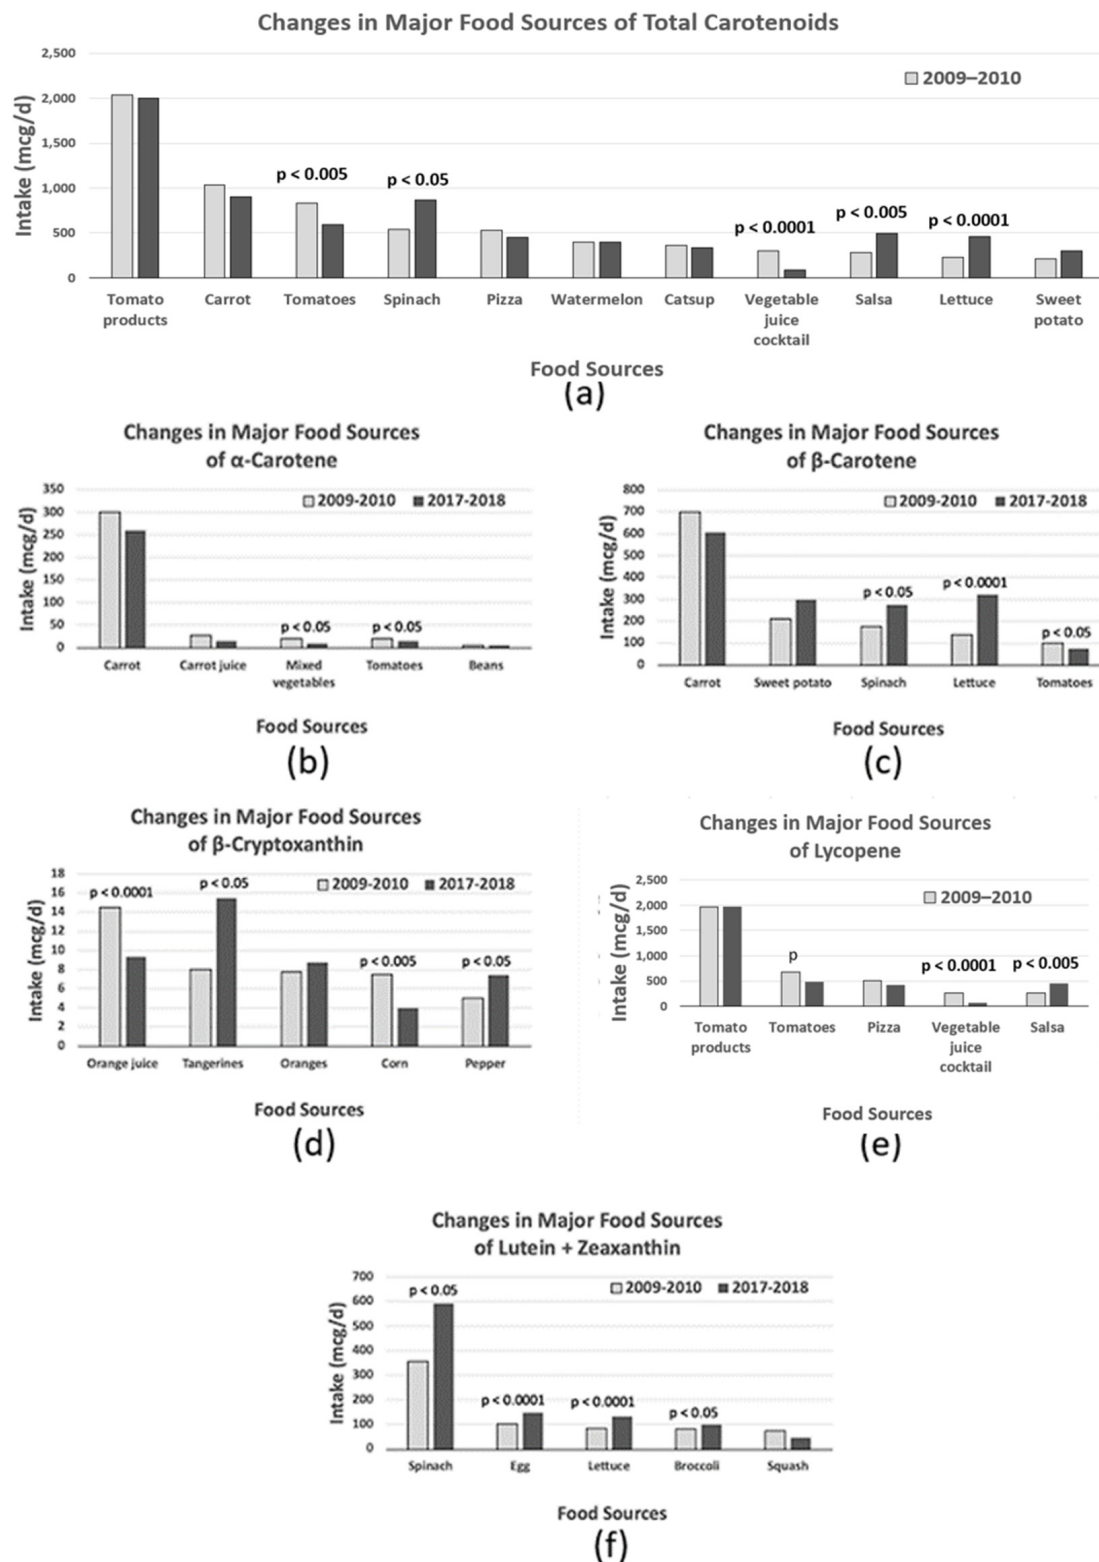 Changes in Major Food Sources of Total Carotenoids
2,500
2,000
1,500
1,000
500
0
Intake (mcg/d)
2009–2010
p < 0.005
p < 0.05
p < 0.0001
p < 0.005
p < 0.0001
Tomato products
Carrot
Tomatoes
Spinach
Pizza
Watermelon
Catsup
Vegetable juice cocktail
Salsa
Lettuce
Sweet potato
Food Sources
(a)
Changes in Major Food Sources
of α-Carotene
350
300
250
200
150
100
50
0
Intake (mcg/d)
2009-2010 2017-2018
p < 0.05
p < 0.05
Carrot
Carrot juice
Mixed vegetables
Tomatoes
Beans
Food Sources
(b)
Changes in Major Food Sources
of β-Carotene
800
700
600
500
400
300
200
100
0
Intake (mcg/d)
2009-2010 2017-2018
p < 0.05
p < 0.0001
p < 0.05
Carrot
Sweet potato
Spinach
Lettuce
Tomatoes
Food Sources
(c)
Changes in Major Food Sources
of β-Cryptoxanthin
18
16
14
12
10
8
6
4
2
0
Intake (mcg/d)
2009-2010 2017-2018
p < 0.0001
p < 0.05
p < 0.005
p < 0.05
Orange juice
Tangerines
Oranges
Corn
Pepper
Food Sources
(d)
Changes in Major Food Sources
of Lycopene
2,500
2,000
1,500
1,000
500
0
Intake (mcg/d)
2009–2010
p
p < 0.0001
p < 0.005
Tomato products
Tomatoes
Pizza
Vegetable juice cocktail
Salsa
Food Sources
(e)
Changes in Major Food Sources
of Lutein + Zeaxanthin
700
600
500
400
300
200
100
0
Intake (mcg/d)
2009-2010 2017-2018
p < 0.05
p < 0.0001
p < 0.0001
p < 0.05
Spinach
Egg
Lettuce
Broccoli
Squash
Food Sources
(f)